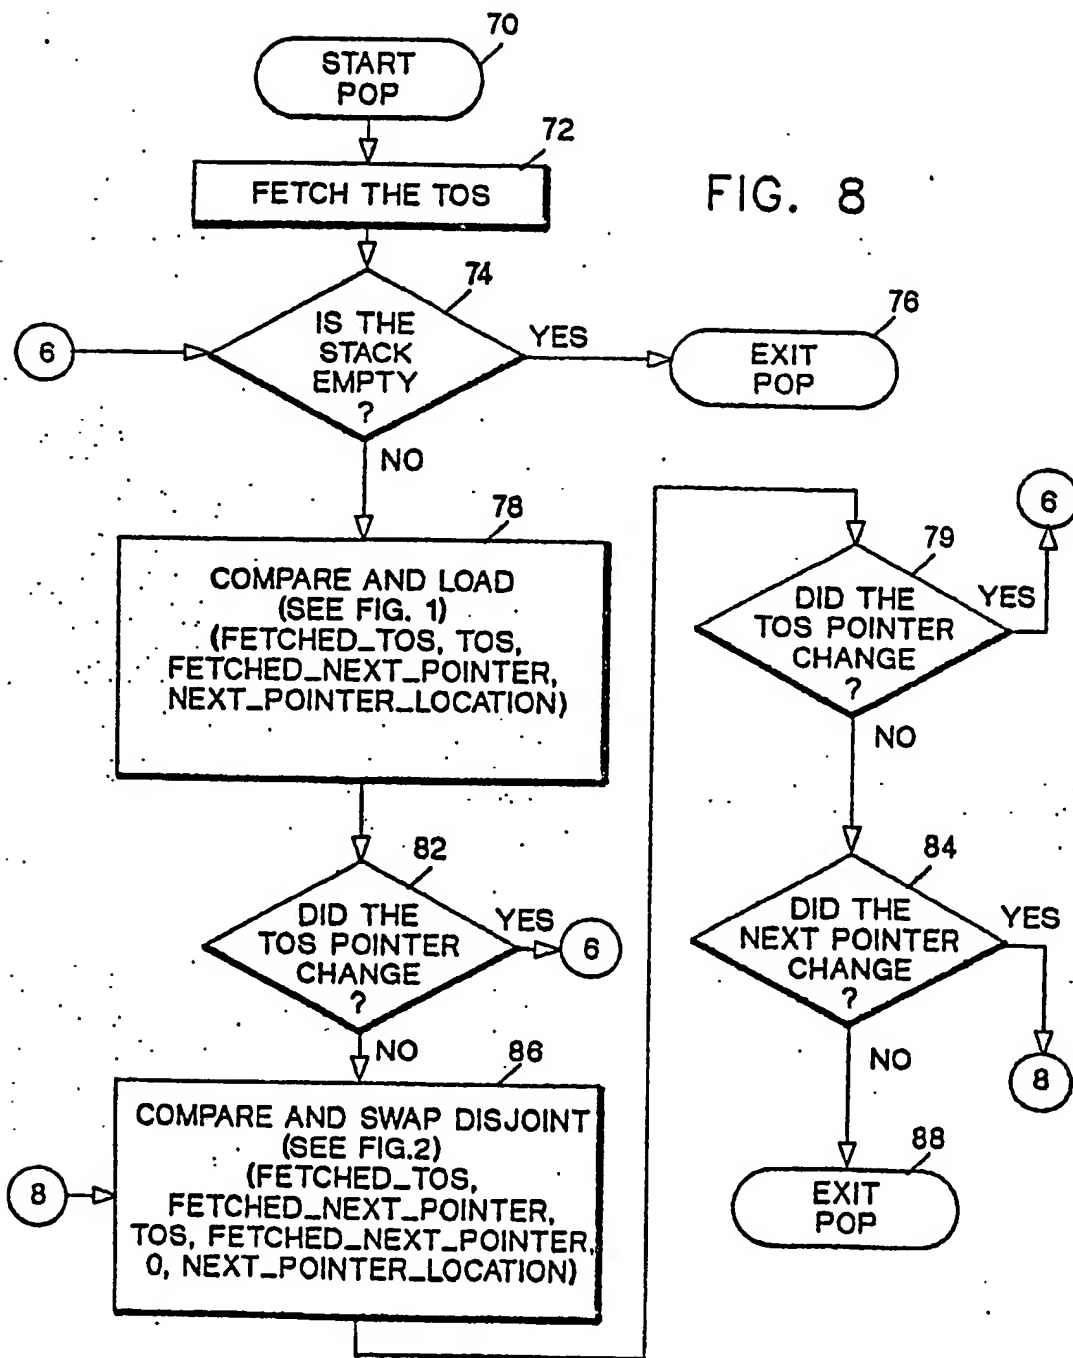 70
START
POP
72
FETCH THE TOS
FIG. 8
74
IS THE
STACK
EMPTY
?
6
YES
76
EXIT
POP
NO
78
COMPARE AND LOAD
(SEE FIG. 1)
(FETCHED_TOS, TOS,
FETCHED_NEXT_POINTER,
NEXT_POINTER_LOCATION)
82
DID THE
TOS POINTER
CHANGE
?
YES
6
NO
86
COMPARE AND SWAP DISJOINT
(SEE FIG.2)
(FETCHED_TOS,
FETCHED_NEXT_POINTER,
TOS, FETCHED_NEXT_POINTER,
0, NEXT_POINTER_LOCATION)
8
6
79
DID THE
TOS POINTER
CHANGE
?
YES
NO
84
DID THE
NEXT POINTER
CHANGE
?
YES
8
NO
88
EXIT
POP